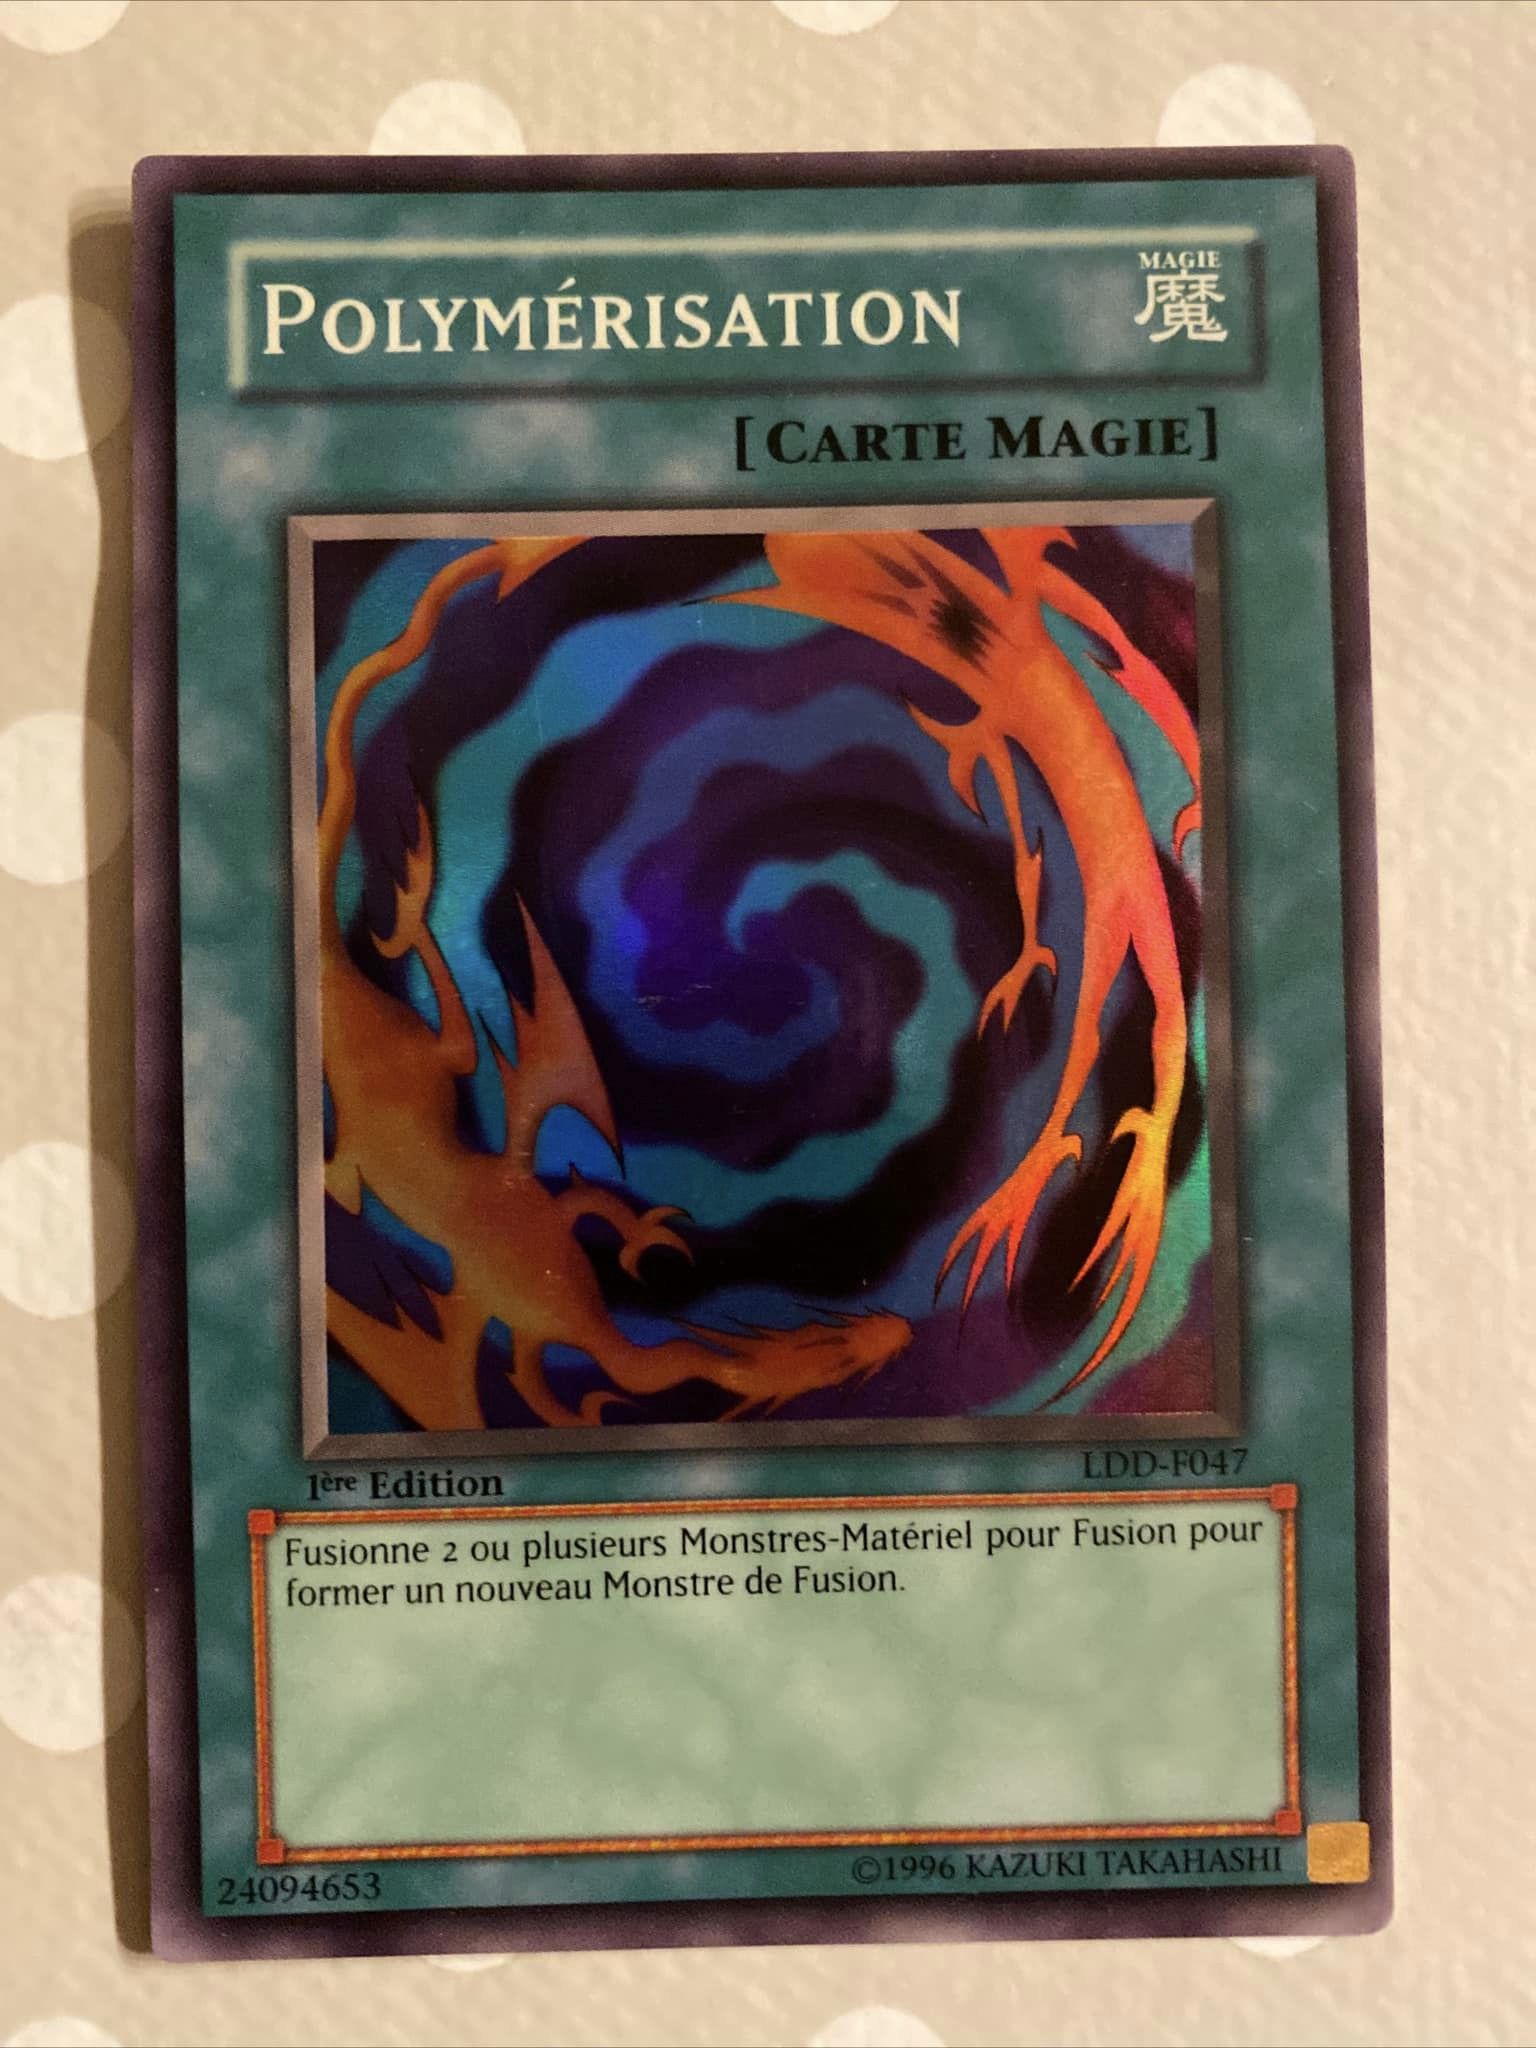 MAGIE
POLYMÉRISATION 魔
[CARTE MAGIE]
1ère Edition LDD-F047
Fusionne 2 ou plusieurs Monstres-Matériel pour Fusion pour
former un nouveau Monstre de Fusion.
24094653 ©1996 KAZUKI TAKAHASHI